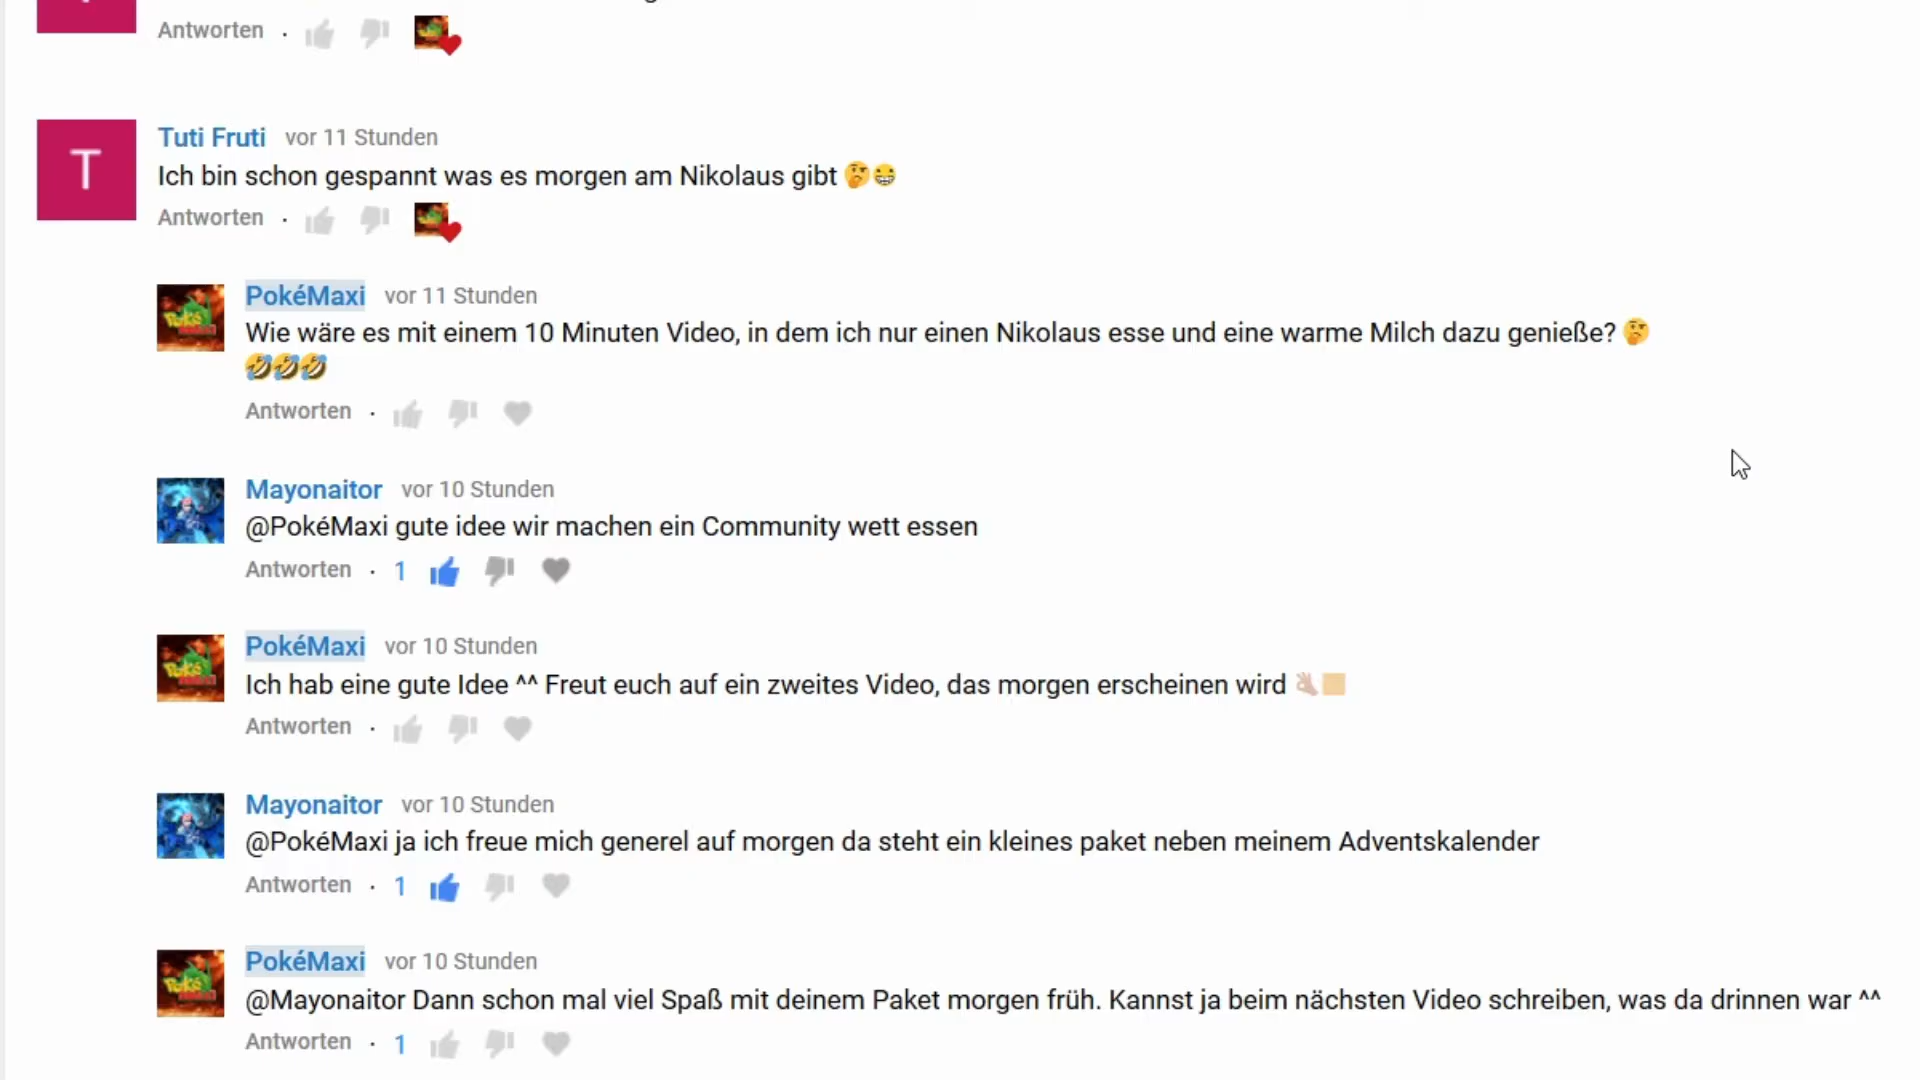 Antworten ·
T
Tuti Fruti vor 11 Stunden
Ich bin schon gespannt was es morgen am Nikolaus gibt 🤔😁
Antworten ·
PokéMaxi vor 11 Stunden
Wie wäre es mit einem 10 Minuten Video, in dem ich nur einen Nikolaus esse und eine warme Milch dazu genieße? 🤔
🤣🤣🤣
Antworten ·
Mayonaitor vor 10 Stunden
@PokéMaxi gute idee wir machen ein Community wett essen
Antworten · 1
PokéMaxi vor 10 Stunden
Ich hab eine gute Idee ^^ Freut euch auf ein zweites Video, das morgen erscheinen wird 👌🏼
Antworten ·
Mayonaitor vor 10 Stunden
@PokéMaxi ja ich freue mich generel auf morgen da steht ein kleines paket neben meinem Adventskalender
Antworten · 1
PokéMaxi vor 10 Stunden
@Mayonaitor Dann schon mal viel Spaß mit deinem Paket morgen früh. Kannst ja beim nächsten Video schreiben, was da drinnen war ^^
Antworten · 1